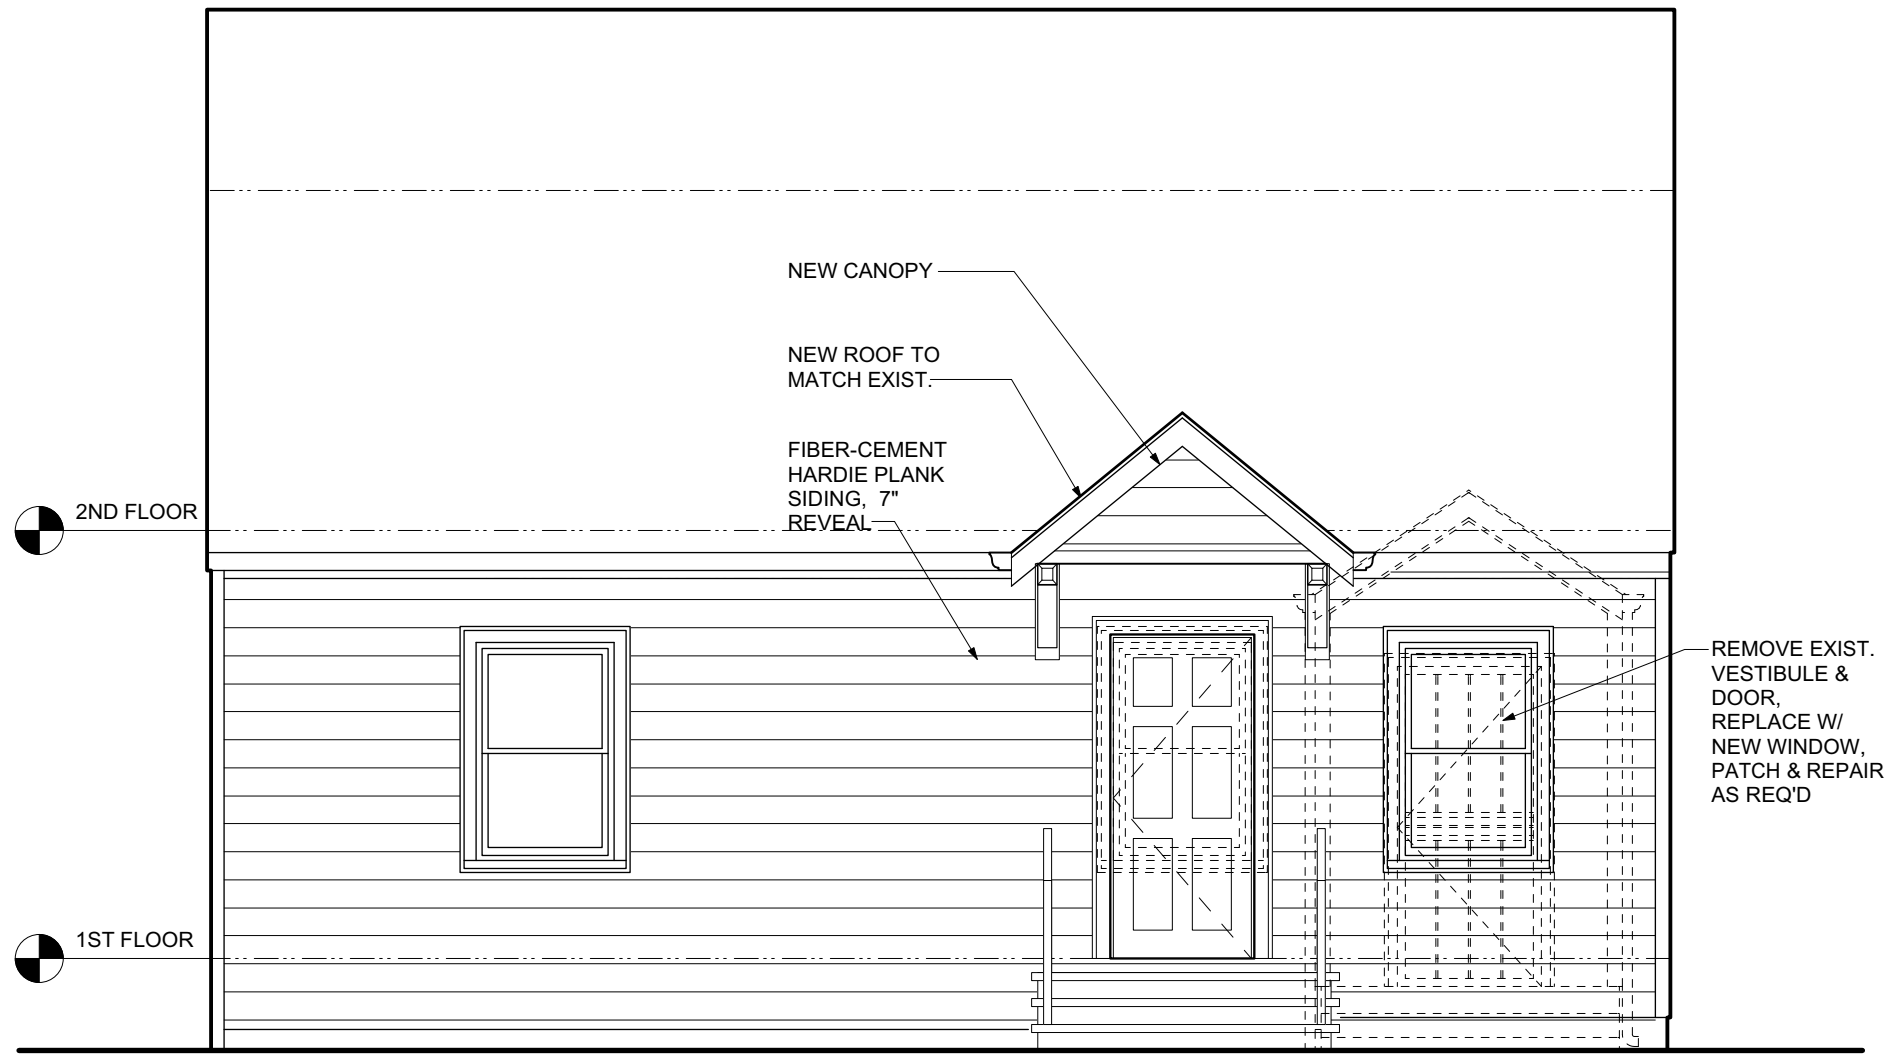 NEW CANOPY
NEW ROOF TO
MATCH EXIST.
FIBER-CEMENT
HARDIE PLANK
SIDING, 7"
REVEAL
2ND FLOOR
REMOVE EXIST.
VESTIBULE &
DOOR,
REPLACE W/
NEW WINDOW,
PATCH & REPAIR
AS REQ'D
1ST FLOOR